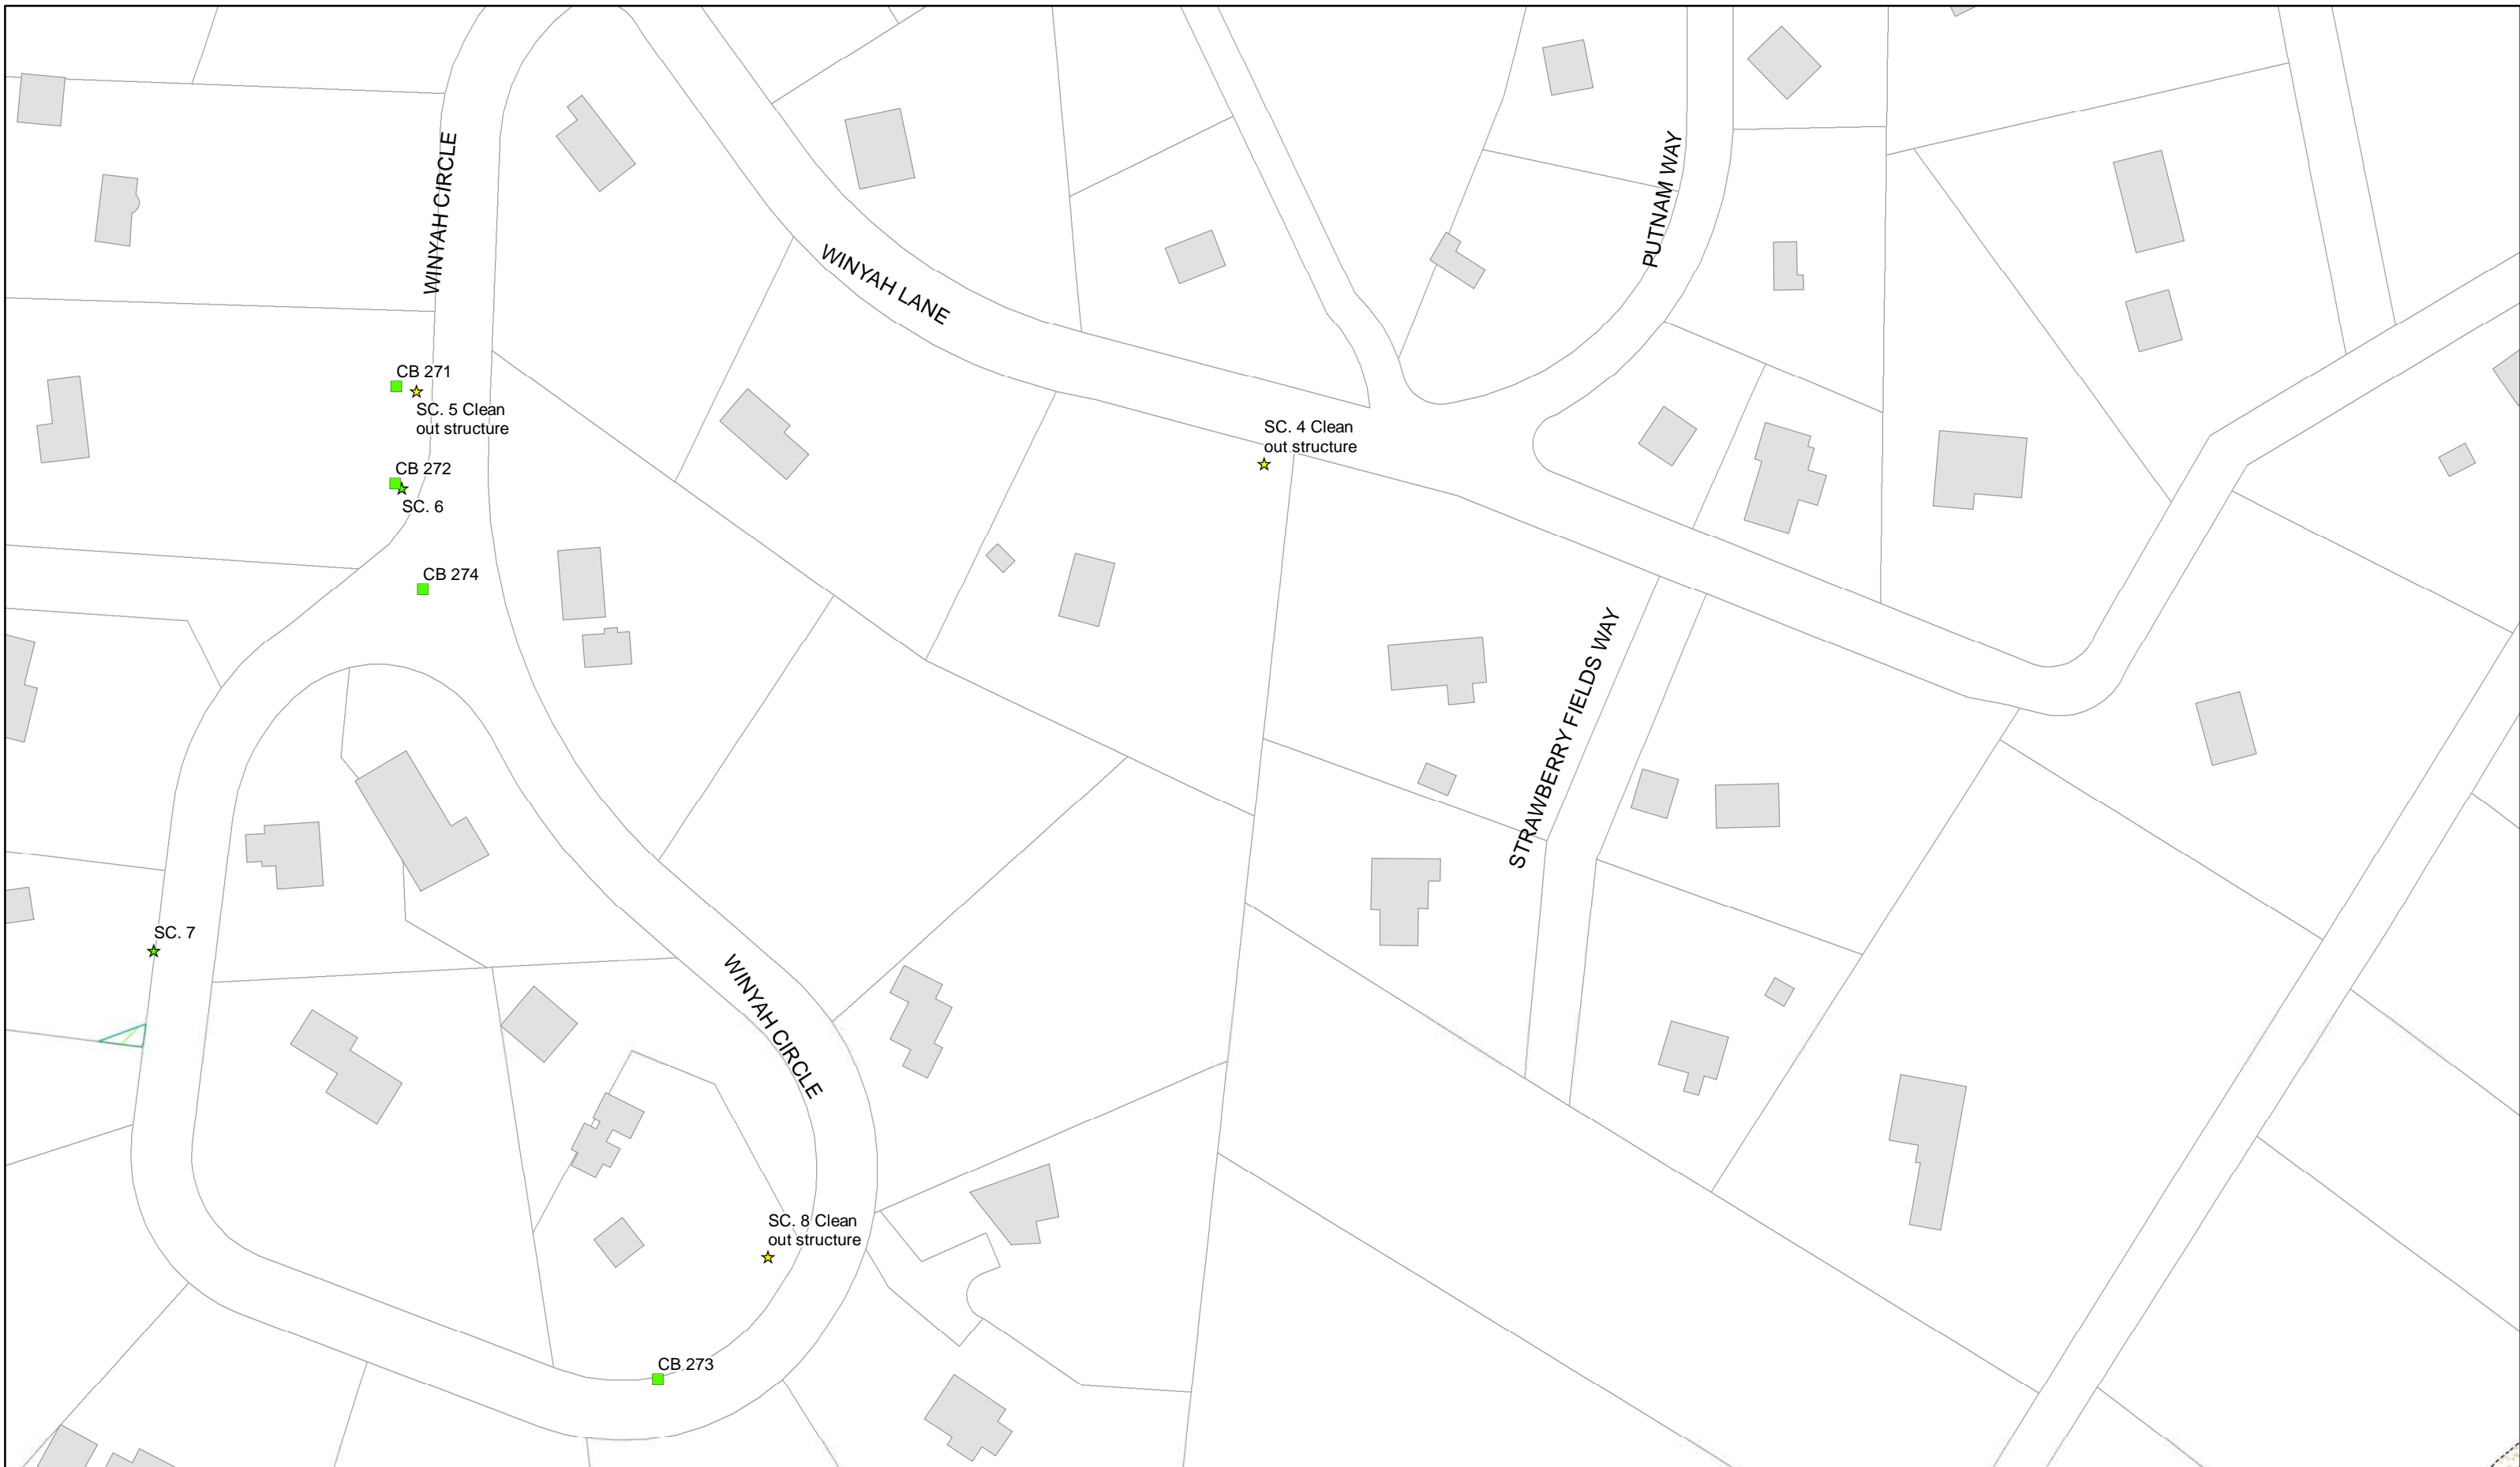 WINYAH CIRCLE
PUTNAM WAY
WINYAH LANE
CB 271
SC. 5 Clean
out structure
SC. 4 Clean
out structure
CB 272
SC. 6
CB 274
STRAWBERRY FIELDS WAY
SC. 7
WINYAH CIRCLE
SC. 8 Clean
out structure
CB 273